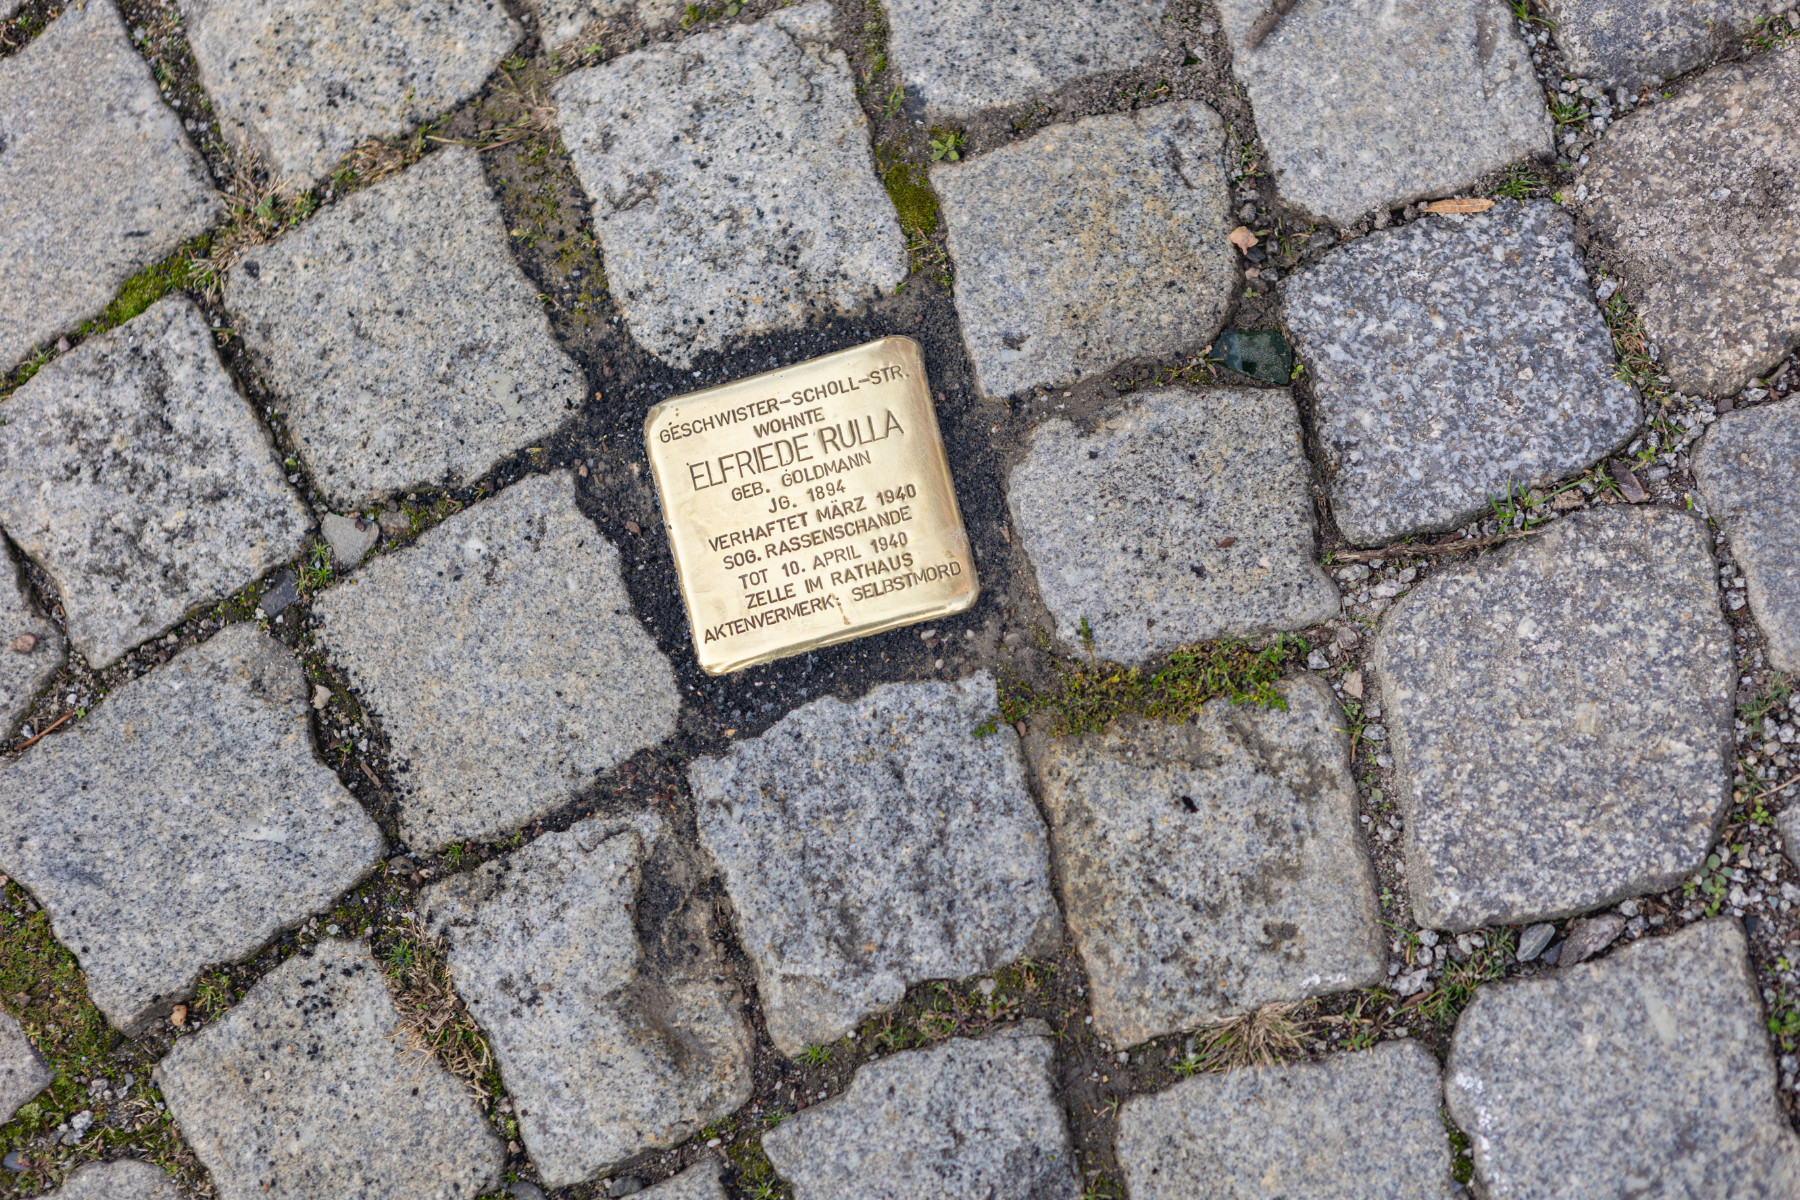 GESCHWISTER-SCHOLL-STR.
WOHNTE
ELFRIEDE RULLA
GEB. GOLDMANN
JG. 1894
VERHAFTET MÄRZ 1940
SOG. RASSENSCHANDE
TOT 10. APRIL 1940
ZELLE IM RATHAUS
AKTENVERMERK: SELBSTMORD